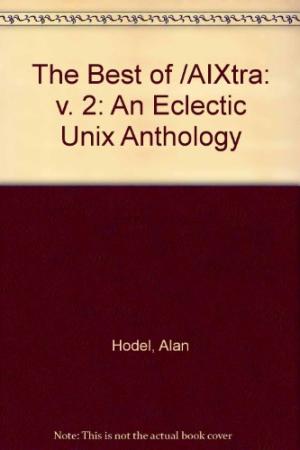 The Best of /AIXtra:
v. 2: An Eclectic
Unix Anthology
Hodel, Alan
Note: This is not the actual book cover